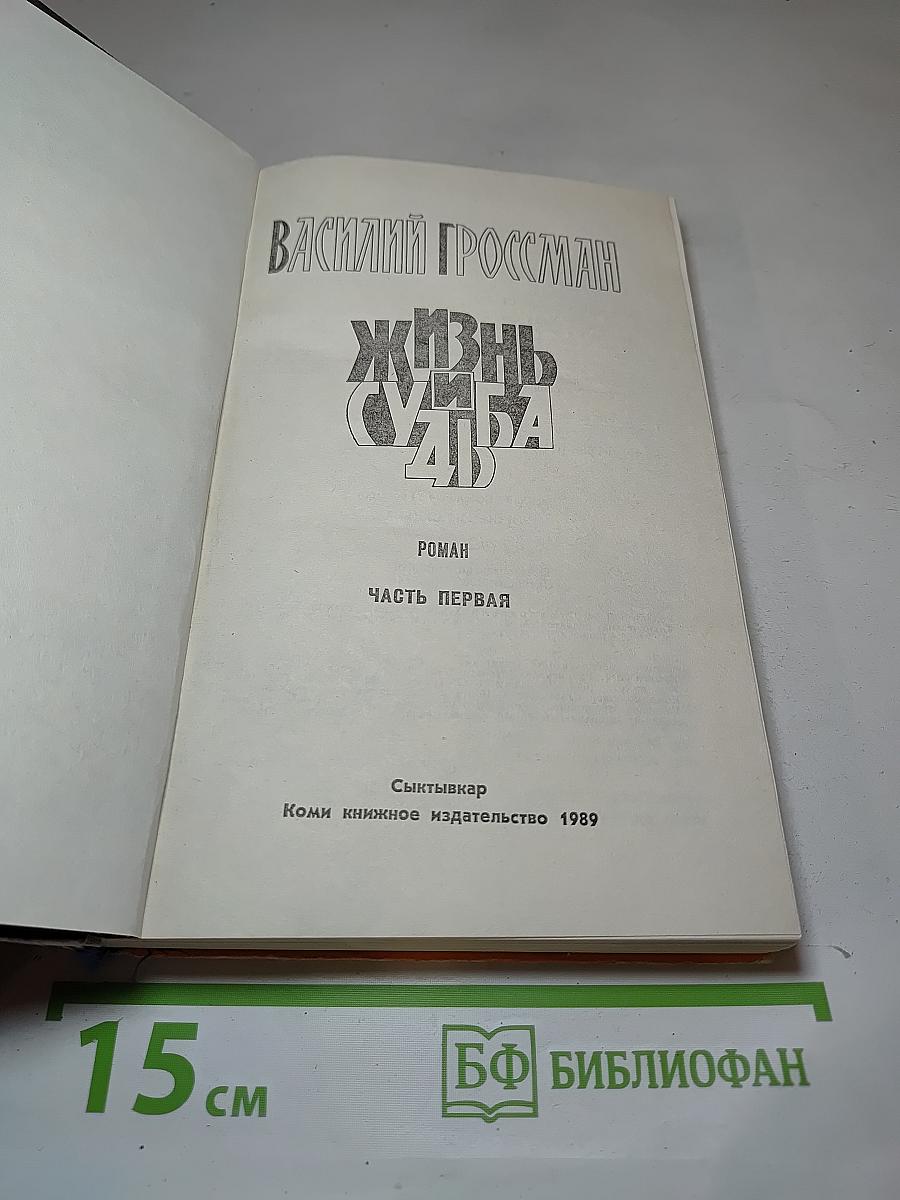 ВАСИЛИЙ ГРОССМАН
ЖИЗНЬ
И
СУДЬБА
РОМАН
ЧАСТЬ ПЕРВАЯ
Сыктывкар
Коми книжное издательство 1989
15 см
БФ БИБЛИОФАН